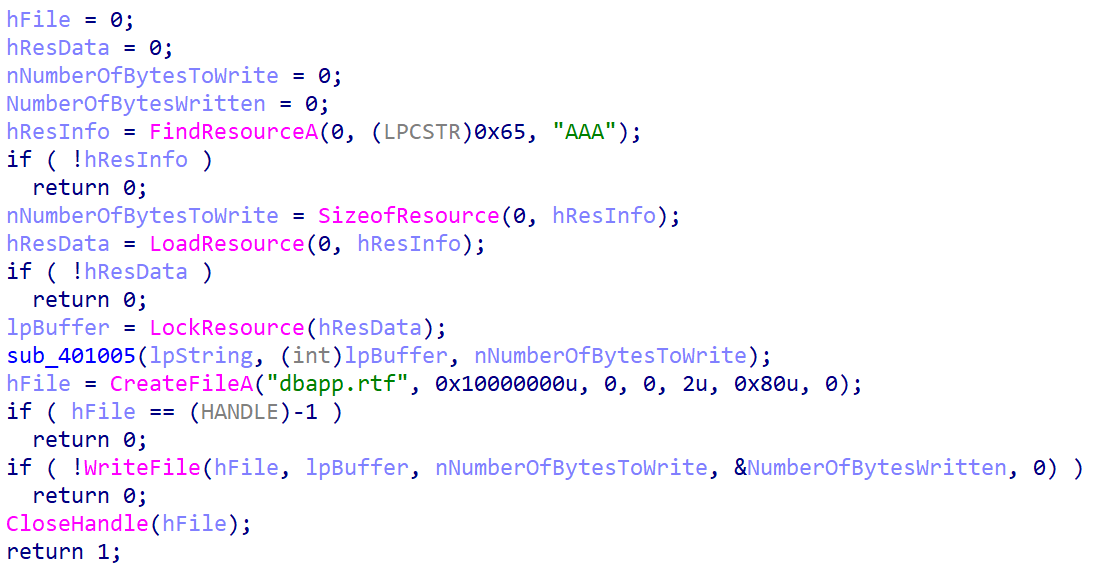 hFile = 0;
hResData = 0;
nNumberOfBytesToWrite = 0;
NumberOfBytesWritten = 0;
hResInfo = FindResourceA(0, (LPCSTR)0x65, "AAA");
if ( !hResInfo )
  return 0;
nNumberOfBytesToWrite = SizeofResource(0, hResInfo);
hResData = LoadResource(0, hResInfo);
if ( !hResData )
  return 0;
lpBuffer = LockResource(hResData);
sub_401005(lpString, (int)lpBuffer, nNumberOfBytesToWrite);
hFile = CreateFileA("dbapp.rtf", 0x10000000u, 0, 0, 2u, 0x80u, 0);
if ( hFile == (HANDLE)-1 )
  return 0;
if ( !WriteFile(hFile, lpBuffer, nNumberOfBytesToWrite, &NumberOfBytesWritten, 0) )
  return 0;
CloseHandle(hFile);
return 1;